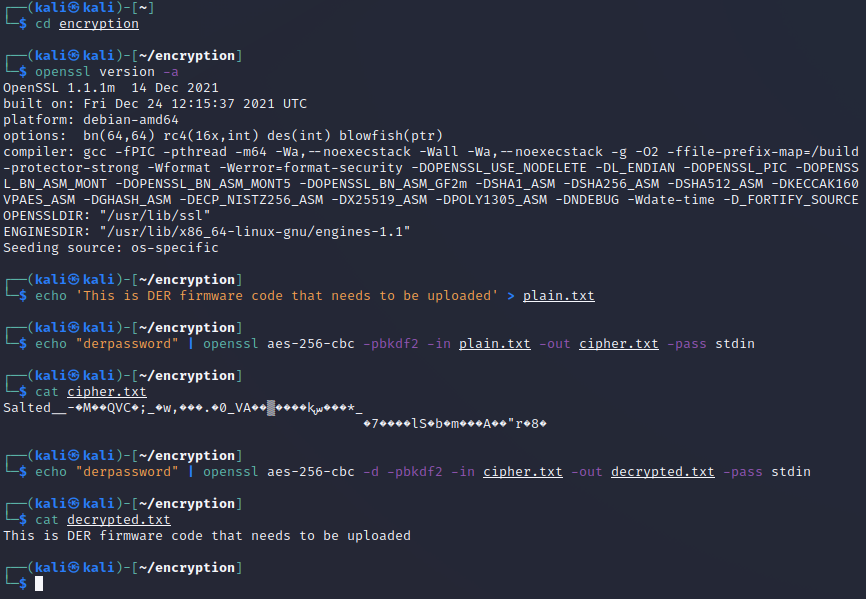 ┌──(kali㉿kali)-[~]
└─$ cd encryption
┌──(kali㉿kali)-[~/encryption]
└─$ openssl version -a
OpenSSL 1.1.1m  14 Dec 2021
built on: Fri Dec 24 12:15:37 2021 UTC
platform: debian-amd64
options:  bn(64,64) rc4(16x,int) des(int) blowfish(ptr)
compiler: gcc -fPIC -pthread -m64 -Wa,--noexecstack -Wall -Wa,--noexecstack -g -O2 -ffile-prefix-map=/build
-protector-strong -Wformat -Werror=format-security -DOPENSSL_USE_NODELETE -DL_ENDIAN -DOPENSSL_PIC -DOPENSS
L_BN_ASM_MONT -DOPENSSL_BN_ASM_MONT5 -DOPENSSL_BN_ASM_GF2m -DSHA1_ASM -DSHA256_ASM -DSHA512_ASM -DKECCAK160
VPAES_ASM -DGHASH_ASM -DECP_NISTZ256_ASM -DX25519_ASM -DPOLY1305_ASM -DNDEBUG -Wdate-time -D_FORTIFY_SOURCE
OPENSSLDIR: "/usr/lib/ssl"
ENGINESDIR: "/usr/lib/x86_64-linux-gnu/engines-1.1"
Seeding source: os-specific
┌──(kali㉿kali)-[~/encryption]
└─$ echo 'This is DER firmware code that needs to be uploaded' > plain.txt
┌──(kali㉿kali)-[~/encryption]
└─$ echo "derpassword" | openssl aes-256-cbc -pbkdf2 -in plain.txt -out cipher.txt -pass stdin
┌──(kali㉿kali)-[~/encryption]
└─$ cat cipher.txt
Salted__-�M��QVC�;_�w,���.�0_VA��▒����kس���*_
�7����lS�b�m���A��"r�8�
┌──(kali㉿kali)-[~/encryption]
└─$ echo "derpassword" | openssl aes-256-cbc -d -pbkdf2 -in cipher.txt -out decrypted.txt -pass stdin
┌──(kali㉿kali)-[~/encryption]
└─$ cat decrypted.txt
This is DER firmware code that needs to be uploaded
┌──(kali㉿kali)-[~/encryption]
└─$